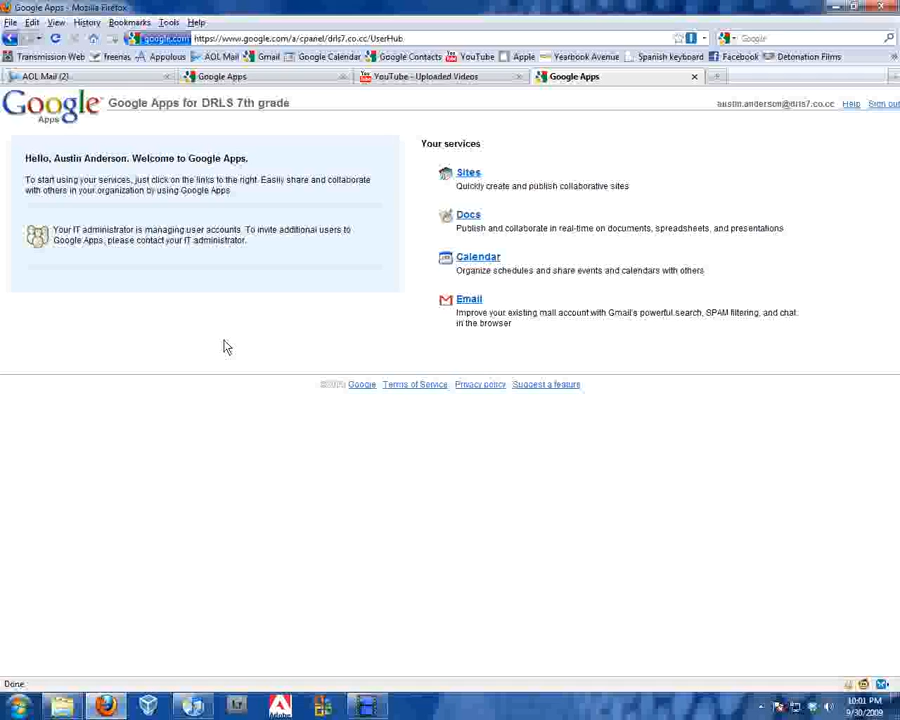 Google Apps - Mozilla Firefox
File Edit View History Bookmarks Tools Help
google.com https://www.google.com/a/cpanel/drls7.co.cc/UserHub Google
Transmission Web freenas Appulous AOL Mail Gmail Google Calendar Google Contacts YouTube Apple Yearbook Avenue Spanish keyboard Facebook Detonation Films
AOL Mail (2) Google Apps YouTube - Uploaded Videos Google Apps
Google Apps Google Apps for DRLS 7th grade austin.anderson@drls7.co.cc Help Sign out
Hello, Austin Anderson. Welcome to Google Apps.
To start using your services, just click on the links to the right. Easily share and collaborate
with others in your organization by using Google Apps
Your IT administrator is managing user accounts. To invite additional users to
Google Apps, please contact your IT administrator.
Your services
Sites
Quickly create and publish collaborative sites
Docs
Publish and collaborate in real-time on documents, spreadsheets, and presentations
Calendar
Organize schedules and share events and calendars with others
Email
Improve your existing mail account with Gmail's powerful search, SPAM filtering, and chat.
in the browser
Google Terms of Service Privacy policy Suggest a feature
Done
Adobe
10:01 PM
9/30/2009